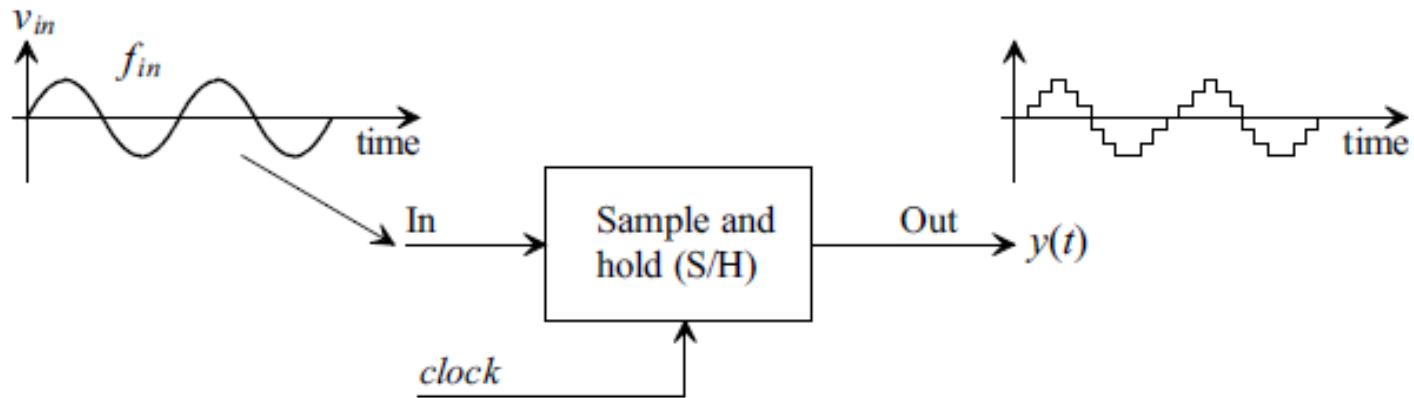 v_in
f_in
time
time
In
Sample and
hold (S/H)
Out
y(t)
clock